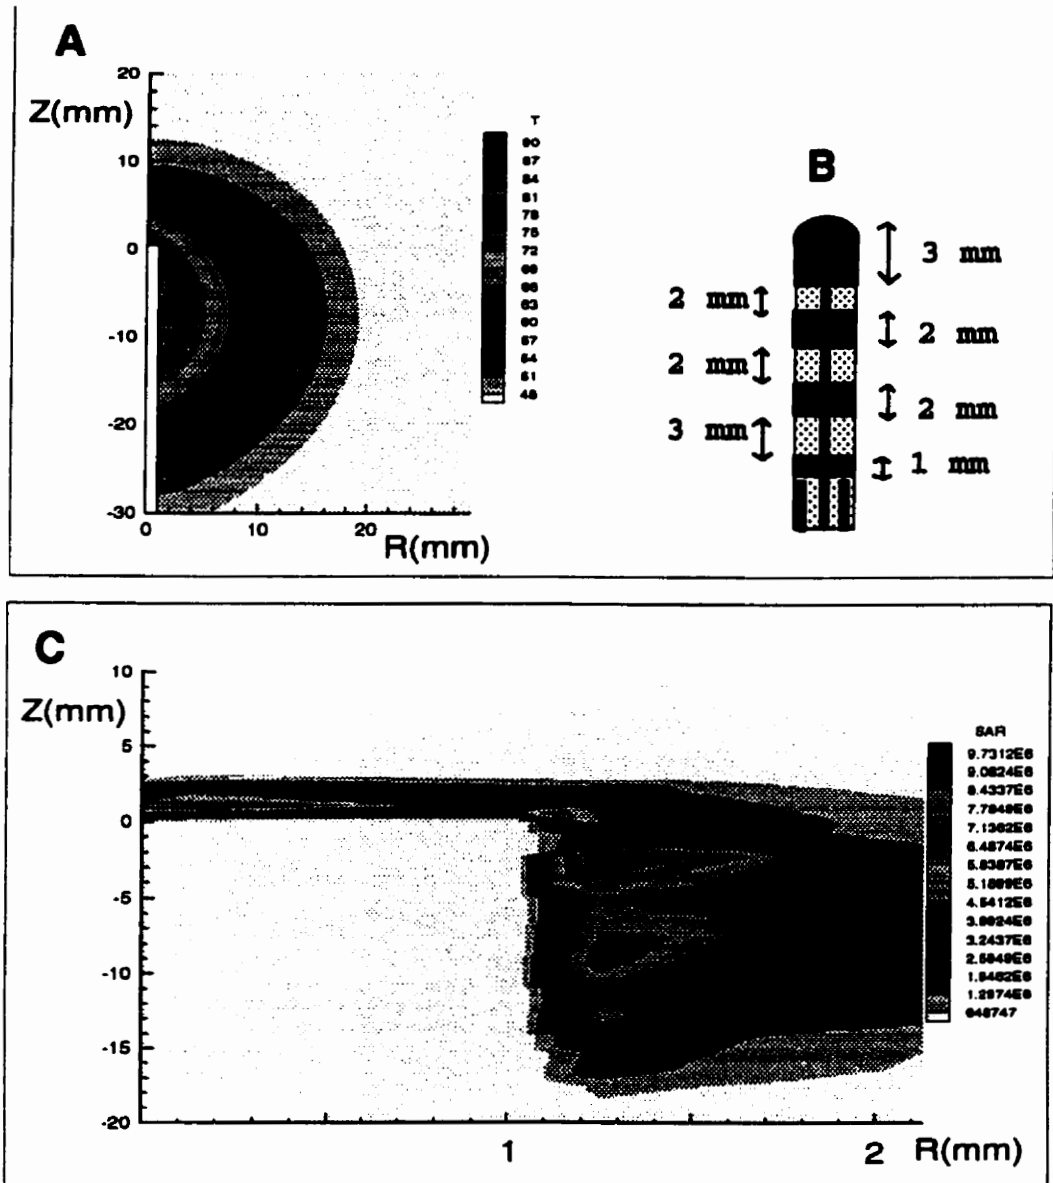 A
20
Z(mm)
10
0
-10
-20
-30
0
10
20
R(mm)
T
90
87
84
81
78
75
72
69
66
63
60
57
54
51
48
B
3 mm
2 mm
2 mm
2 mm
2 mm
3 mm
1 mm
C
10
Z(mm)
5
0
-5
-10
-15
-20
1
2
R(mm)
SAR
9.7312E6
9.0824E6
8.4337E6
7.7849E6
7.1362E6
6.4874E6
5.8387E6
5.1899E6
4.5412E6
3.8924E6
3.2437E6
2.5949E6
1.9462E6
1.2974E6
648747